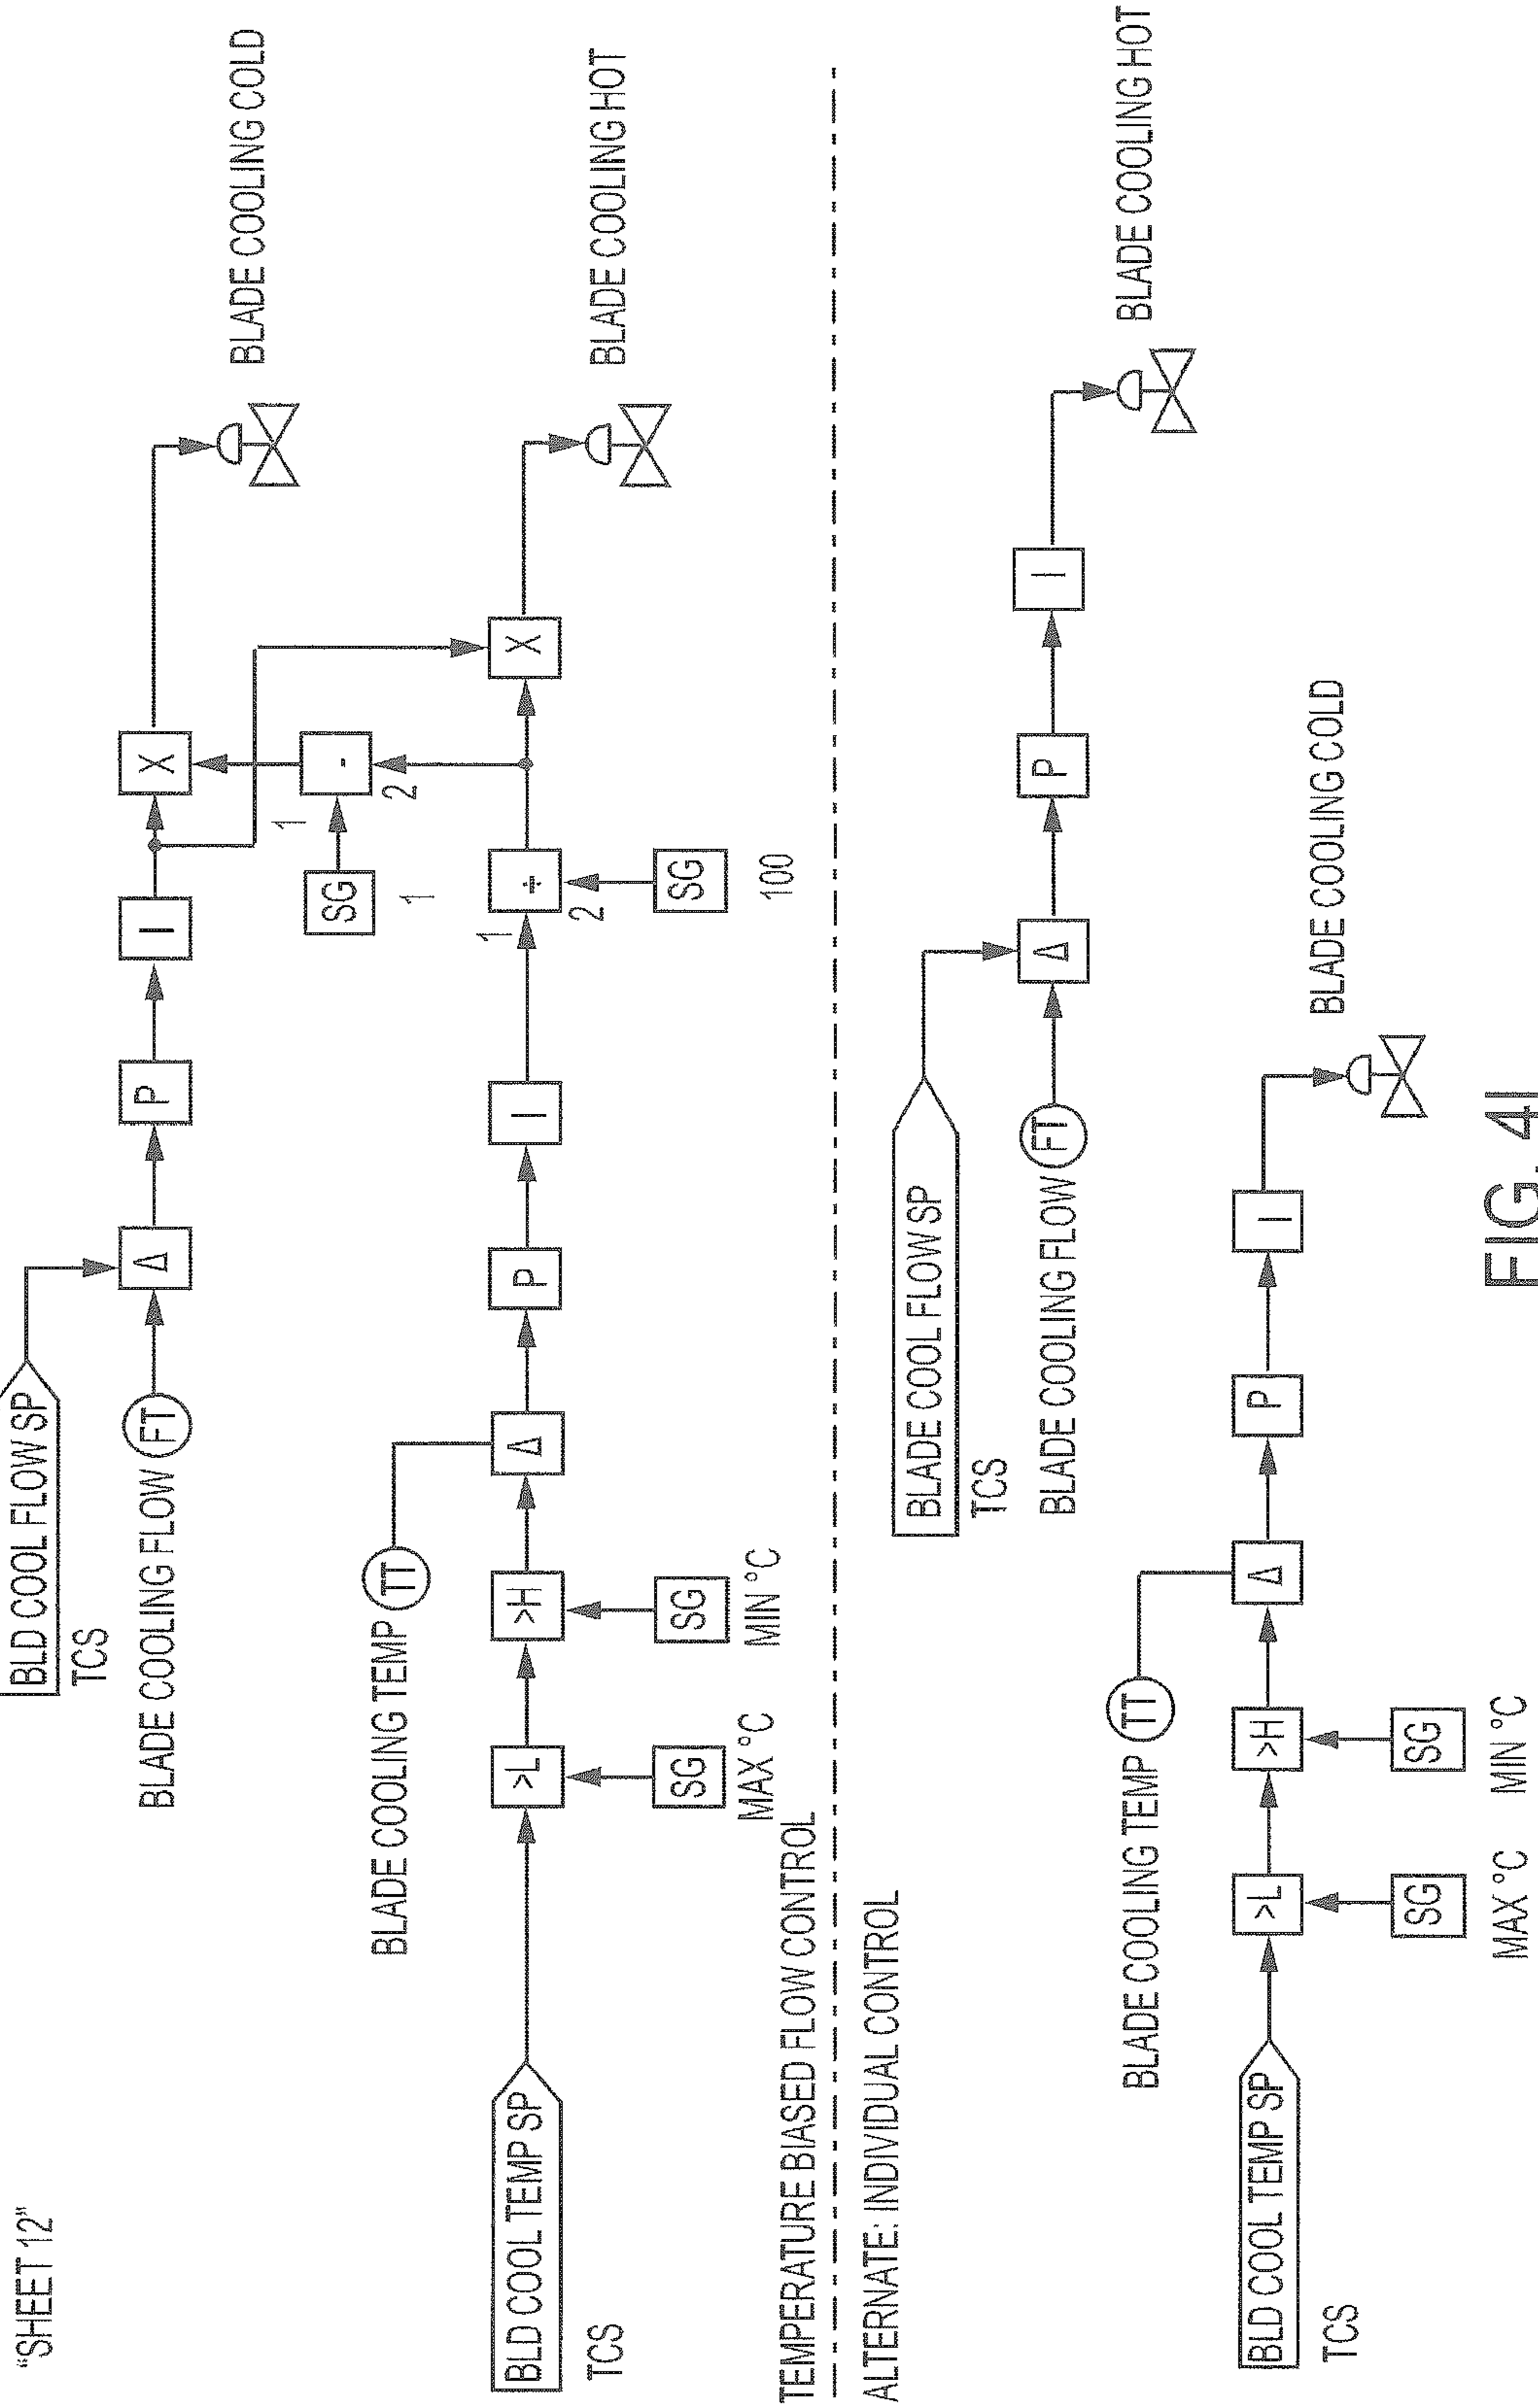 "SHEET 12"
BLD COOL FLOW SP
TCS
BLADE COOLING FLOW
FT
Δ
P
I
X
BLADE COOLING COLD
SG
1
1
-
2
BLADE COOLING TEMP
TT
BLD COOL TEMP SP
TCS
>L
SG
MAX °C
>H
SG
MIN °C
Δ
P
I
1
÷
2
SG
100
X
BLADE COOLING HOT
TEMPERATURE BIASED FLOW CONTROL
ALTERNATE: INDIVIDUAL CONTROL
BLADE COOL FLOW SP
TCS
BLADE COOLING FLOW
FT
Δ
P
I
BLADE COOLING HOT
BLADE COOLING TEMP
TT
BLD COOL TEMP SP
TCS
>L
SG
MAX °C
>H
SG
MIN °C
Δ
P
I
BLADE COOLING COLD
FIG. 4I